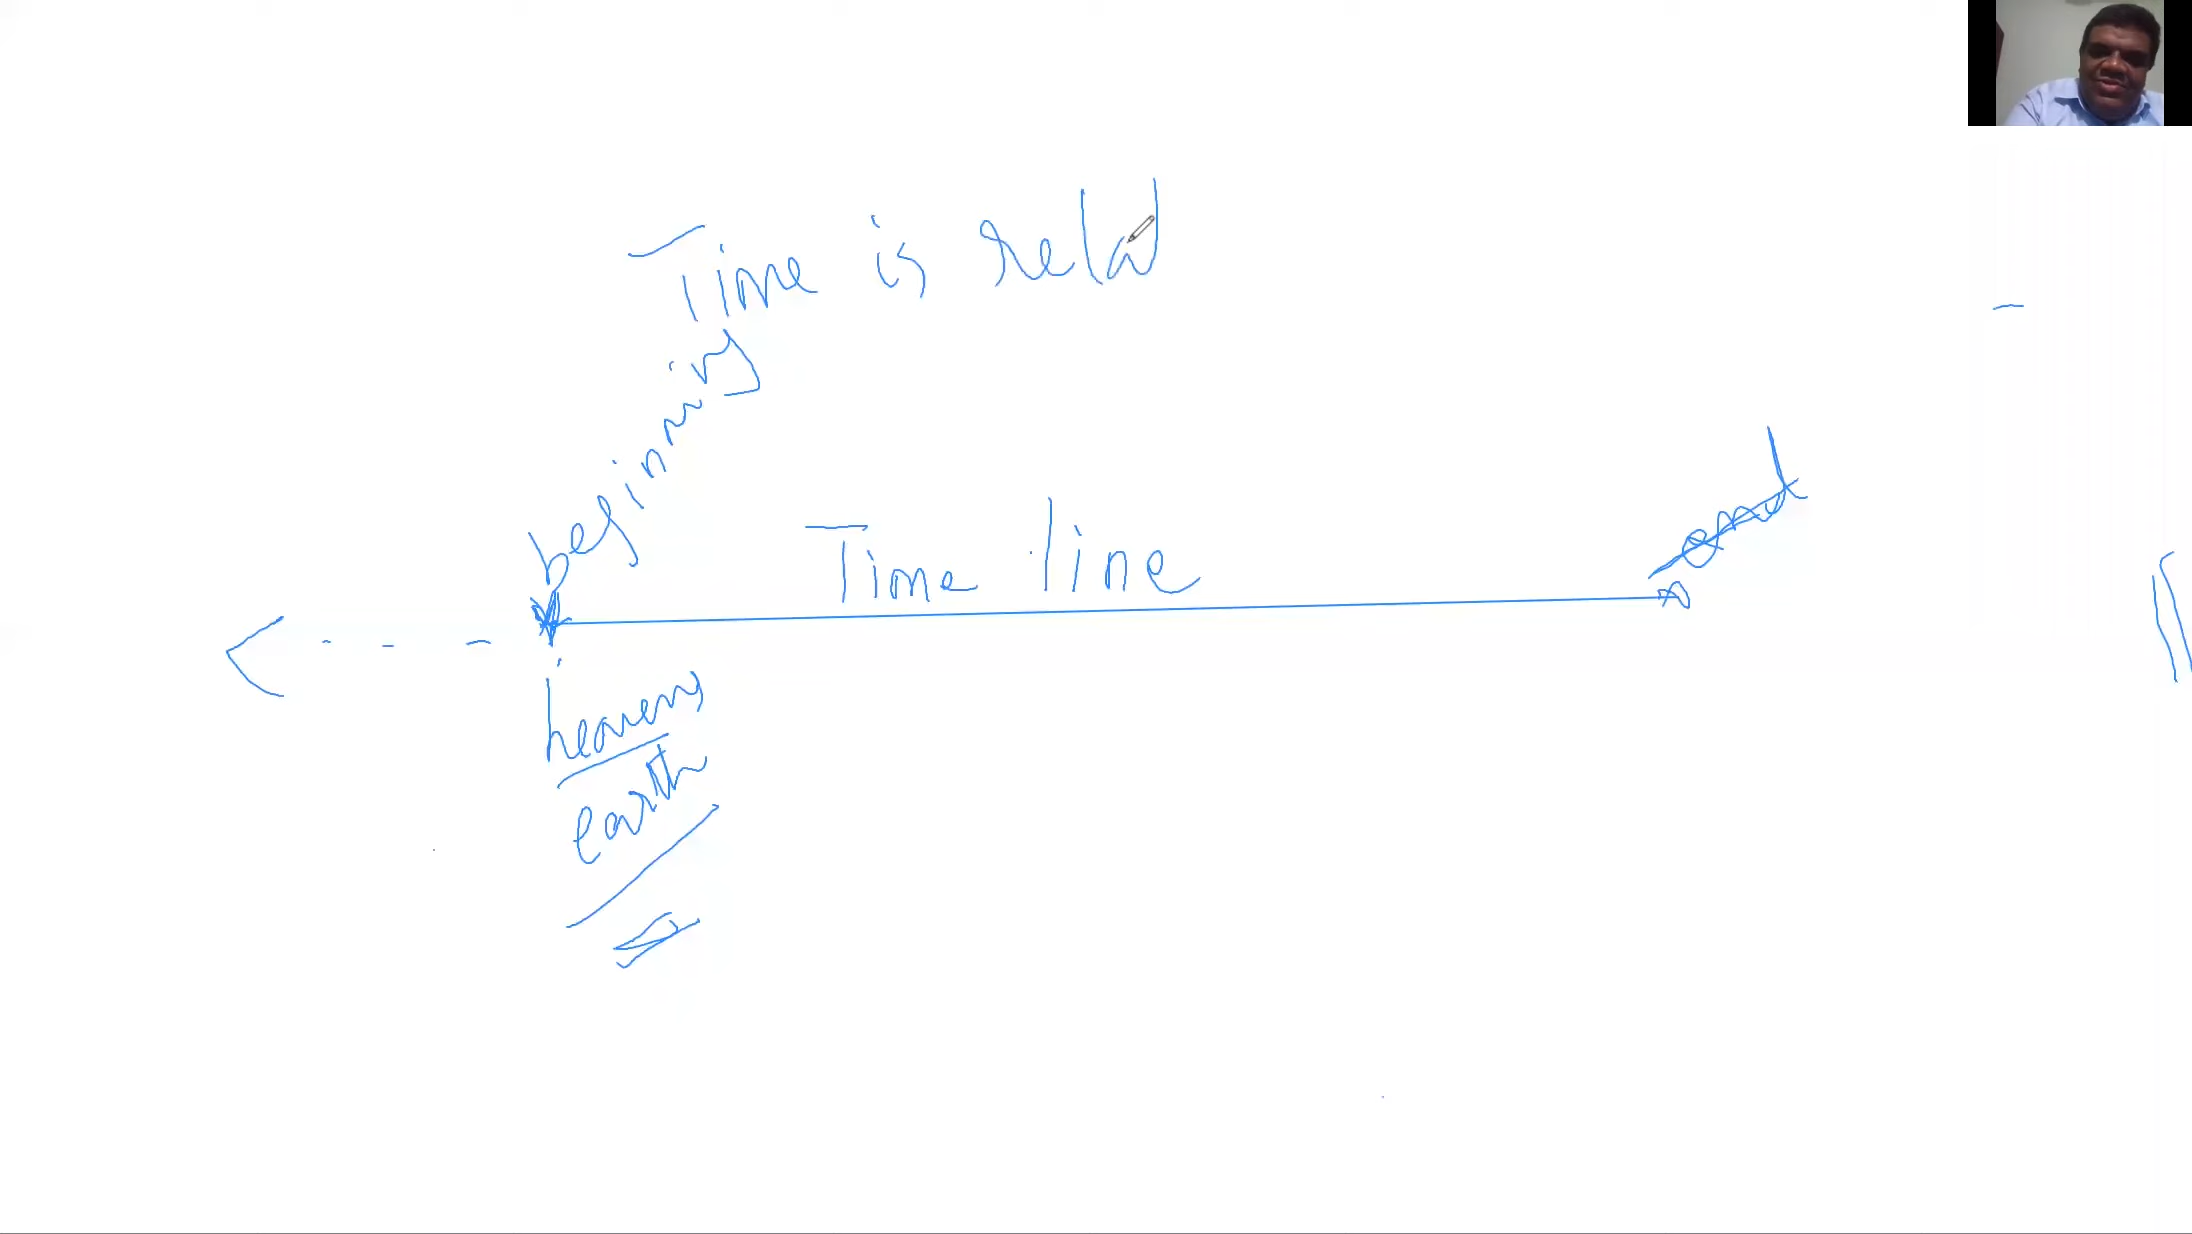 Time is rela
beginning
end
Time line
heavens
earth